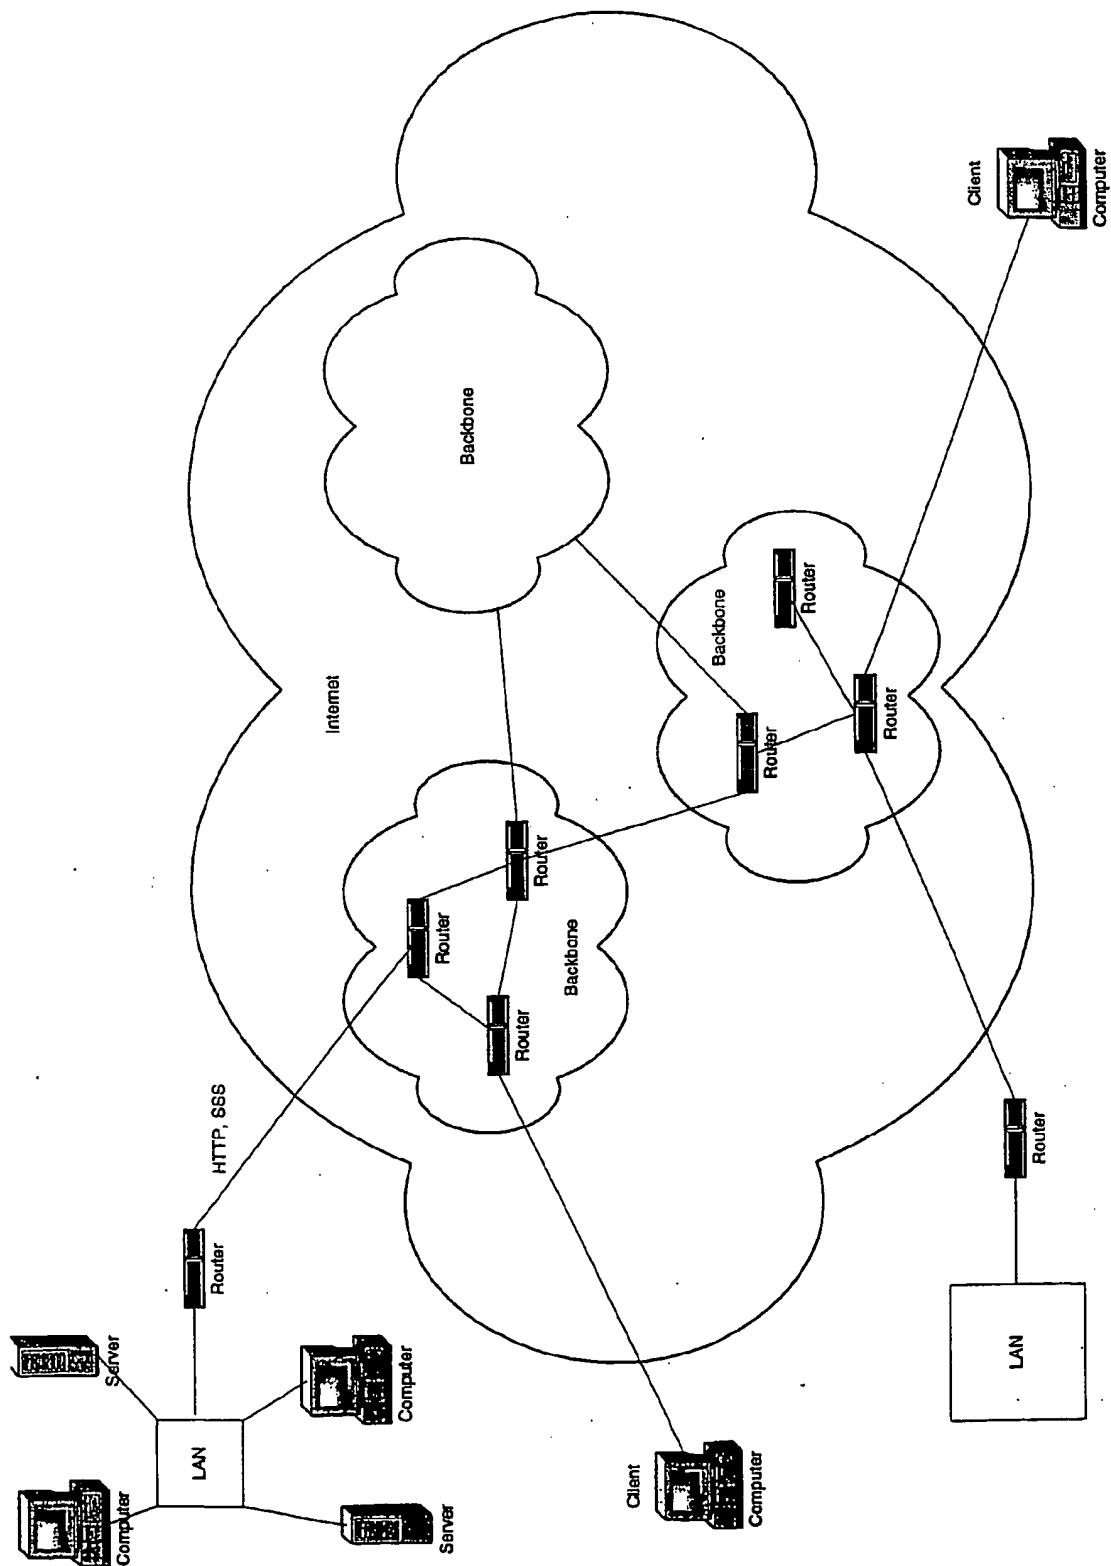 Computer
Server
LAN
Router
HTTP, SSS
Internet
Computer
Server
Router
Backbone
Router
Router
Backbone
Client
Computer
Backbone
Router
Router
Router
Client
Computer
LAN
Router